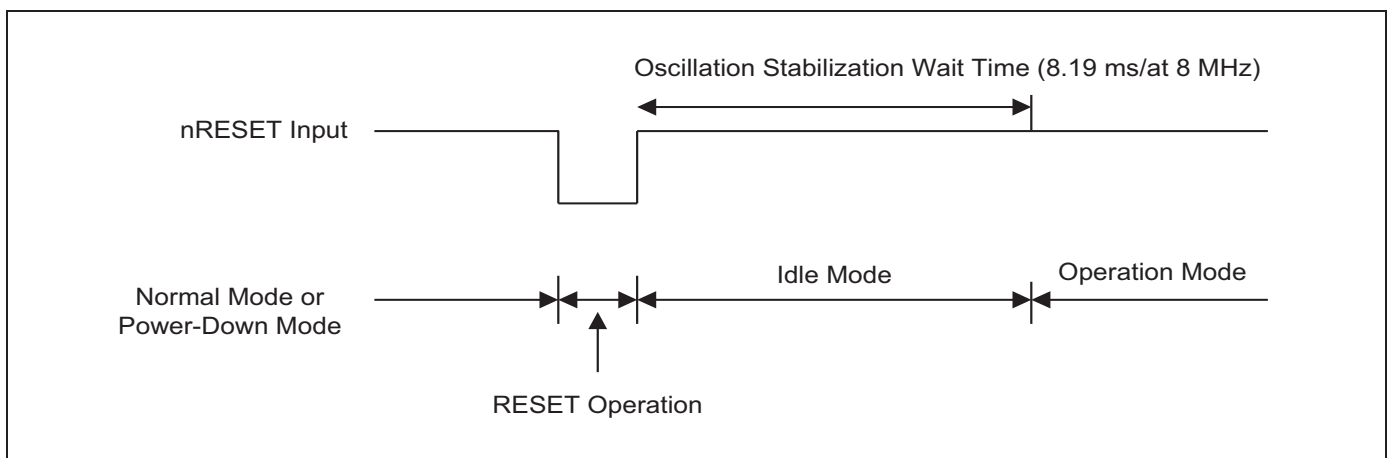 Oscillation Stabilization Wait Time (8.19 ms/at 8 MHz)
nRESET Input
Idle Mode
Operation Mode
Normal Mode or
Power-Down Mode
RESET Operation